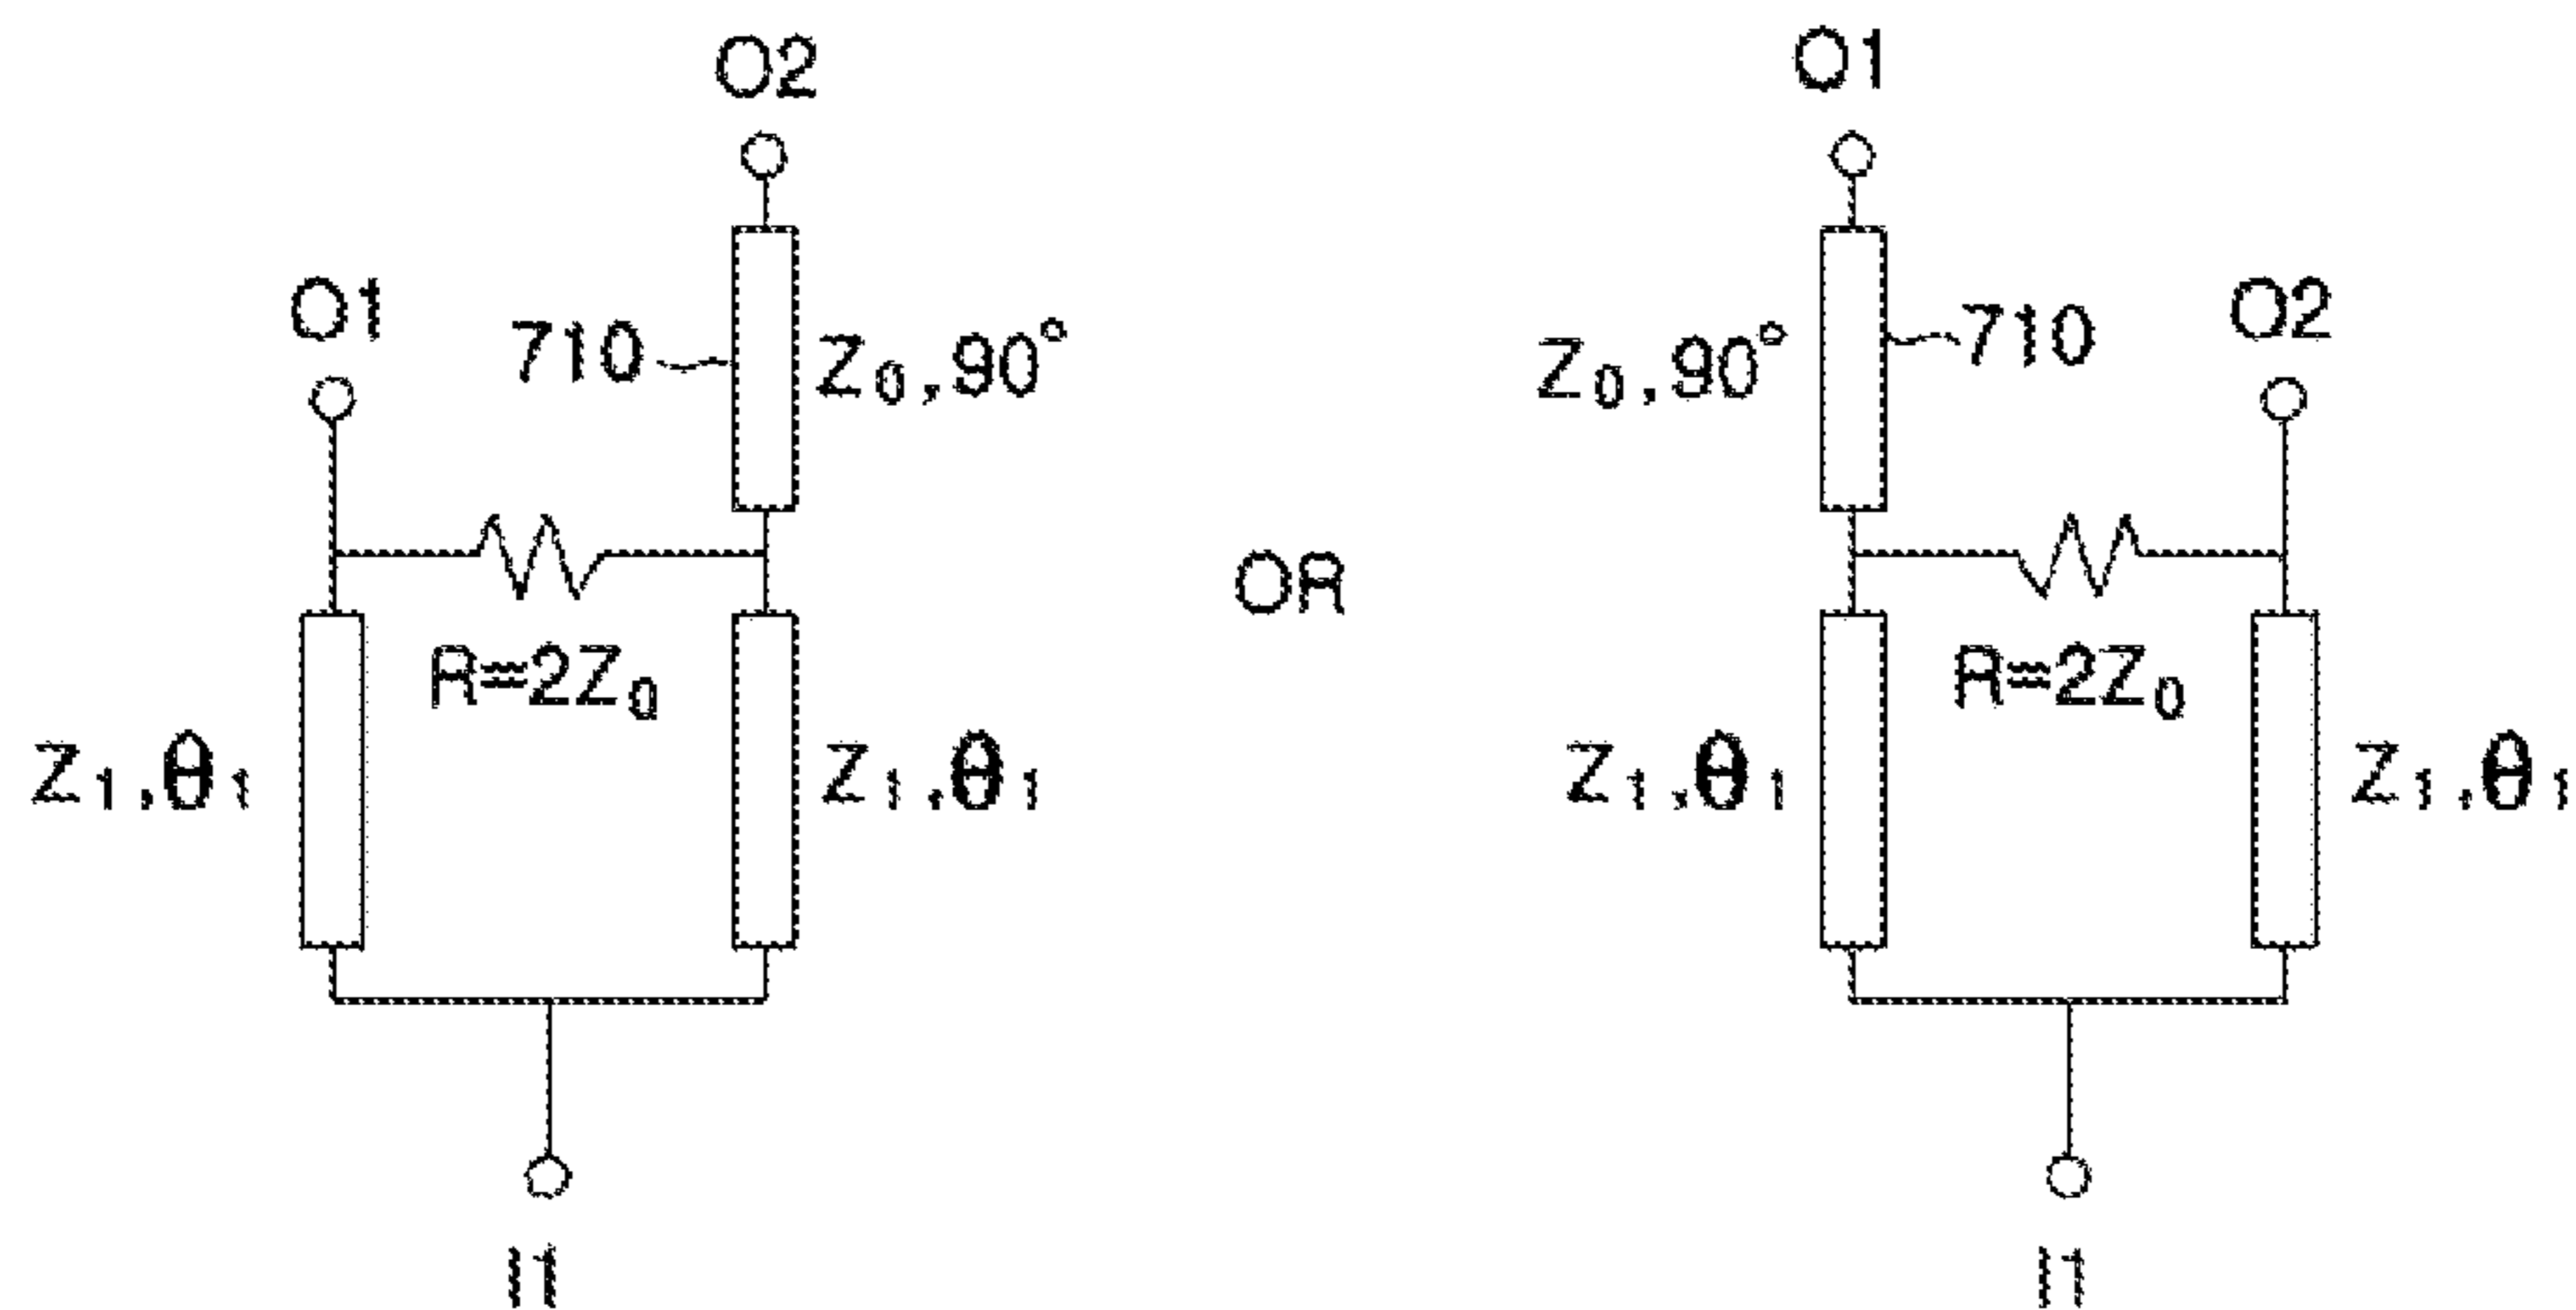 O2
O1
710
Z₀,90°
O1
Z₀,90°
710
O2
R=2Z₀
Z₁,θ₁
Z₁,θ₁
I1
OR
R=2Z₀
Z₁,θ₁
Z₁,θ₁
I1